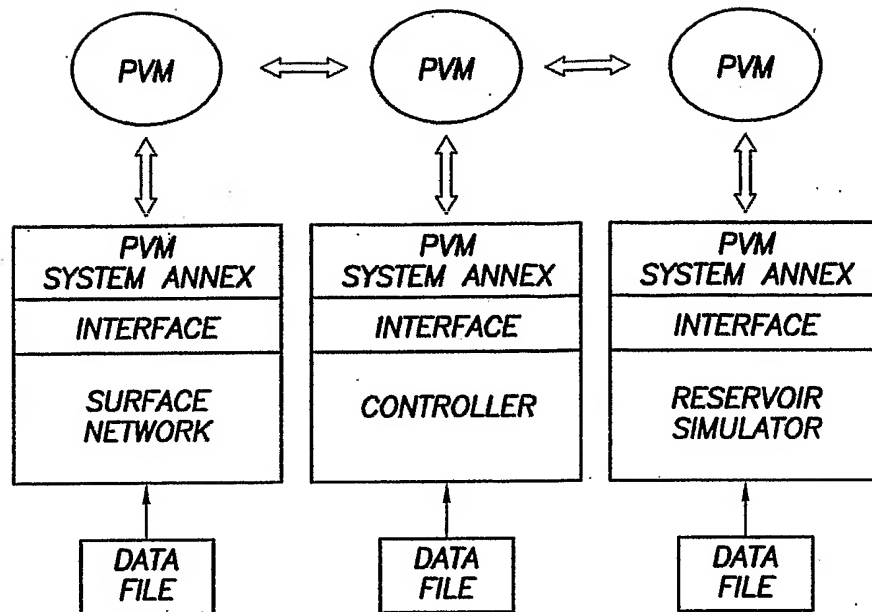 PVM
PVM
PVM
PVM
SYSTEM ANNEX
INTERFACE
SURFACE
NETWORK
DATA
FILE
PVM
SYSTEM ANNEX
INTERFACE
CONTROLLER
DATA
FILE
PVM
SYSTEM ANNEX
INTERFACE
RESERVOIR
SIMULATOR
DATA
FILE